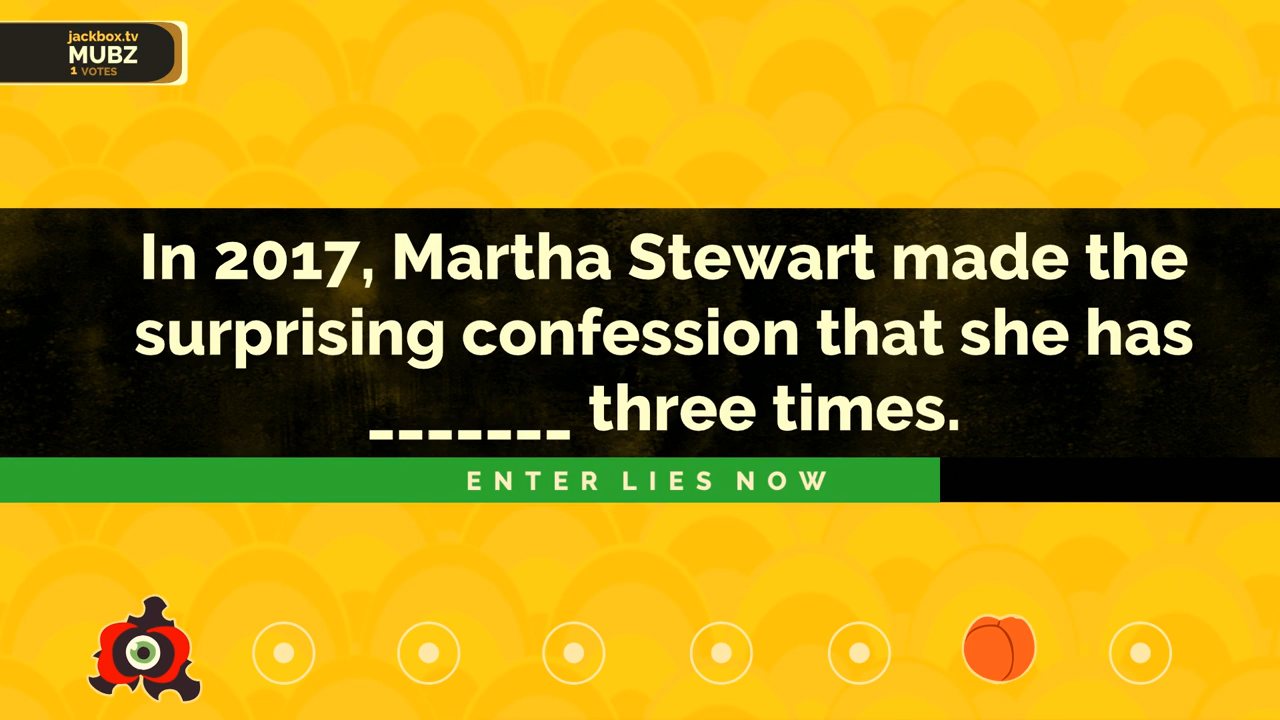 jackbox.tv
MUBZ
1 VOTES
In 2017, Martha Stewart made the
surprising confession that she has
_______ three times.
ENTER LIES NOW